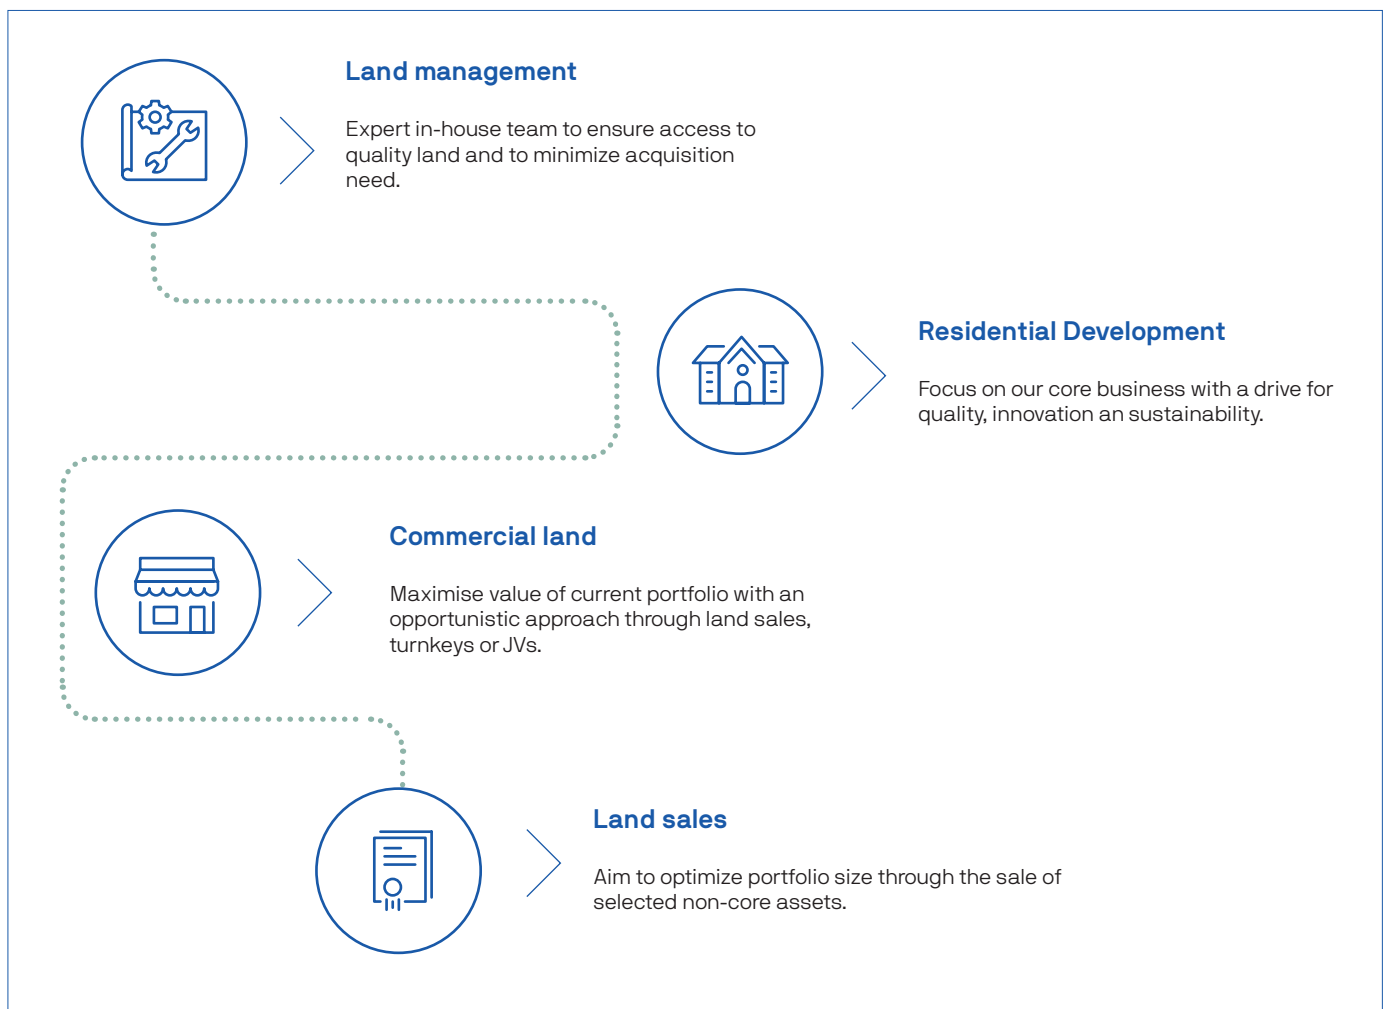 Land management
Expert in-house team to ensure access to
quality land and to minimize acquisition
need.
Residential Development
Focus on our core business with a drive for
quality, innovation an sustainability.
Commercial land
Maximise value of current portfolio with an
opportunistic approach through land sales,
turnkeys or JVs.
Land sales
Aim to optimize portfolio size through the sale of
selected non-core assets.